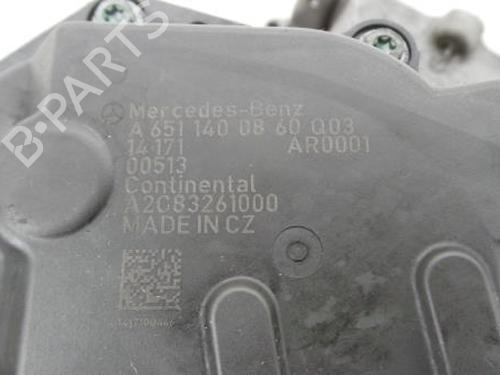 B-PARTS
Mercedes-Benz
A 651 140 08 60 Q03
14171 AR0001
00513
Continental
A2C83261000
MADE IN CZ